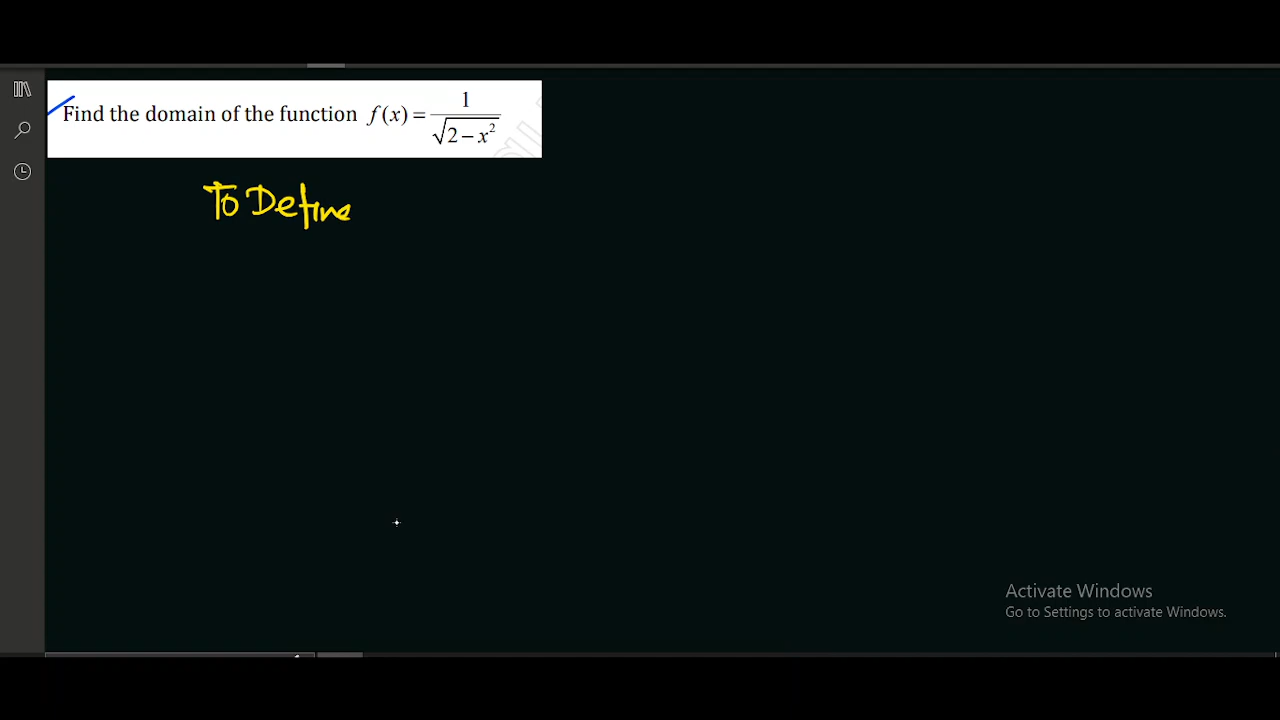 Find the domain of the function f(x) = 1/√(2 − x²)
To Define
Activate Windows
Go to Settings to activate Windows.